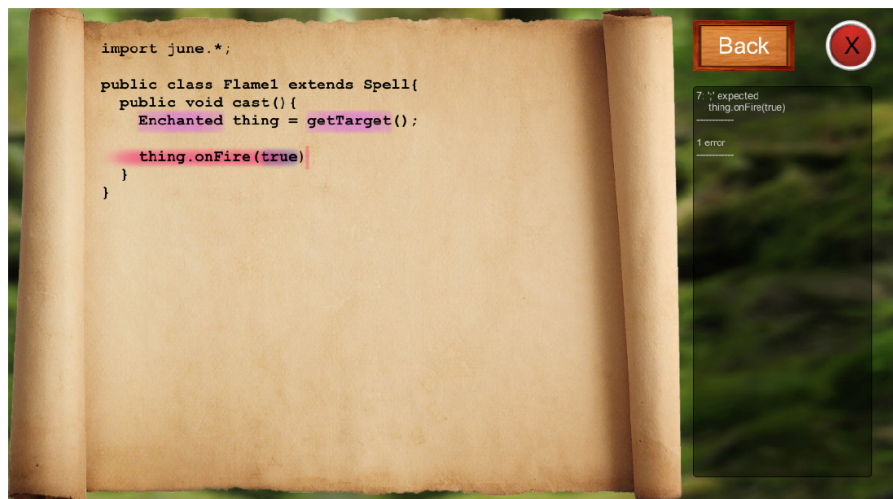 import june.*;
public class Flame1 extends Spell{
public void cast(){
Enchanted thing = getTarget();
thing.onFire(true)
}
}
Back
X
7: ';' expected
thing.onFire(true)
----------------
1 error
----------------